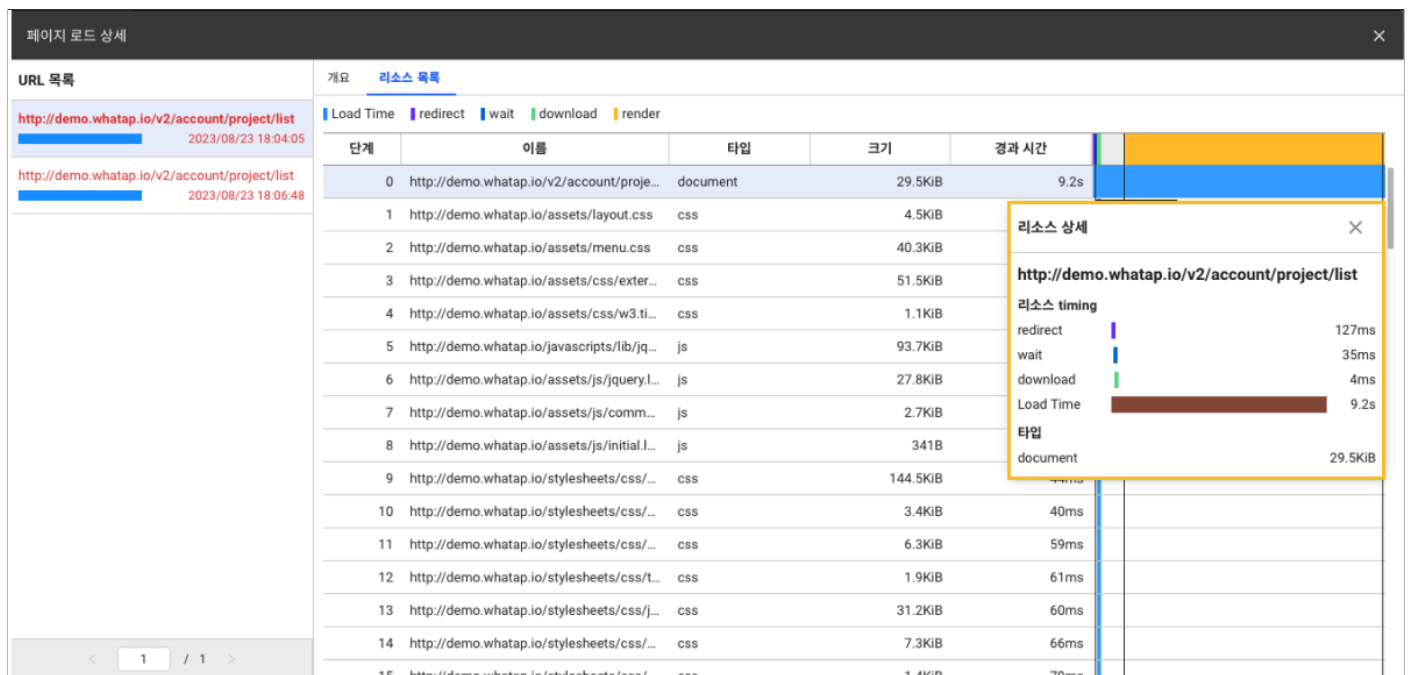 페이지 로드 상세
URL 목록
http://demo.whatap.io/v2/account/project/list
2023/08/23 18:04:05
http://demo.whatap.io/v2/account/project/list
2023/08/23 18:06:48
< 1 / 1 >
개요 리소스 목록
Load Time redirect wait download render
단계 이름 타입 크기 경과 시간
0 http://demo.whatap.io/v2/account/proje... document 29.5KiB 9.2s
1 http://demo.whatap.io/assets/layout.css css 4.5KiB
2 http://demo.whatap.io/assets/menu.css css 40.3KiB
3 http://demo.whatap.io/assets/css/exter... css 51.5KiB
4 http://demo.whatap.io/assets/css/w3.ti... css 1.1KiB
5 http://demo.whatap.io/javascripts/lib/jq... js 93.7KiB
6 http://demo.whatap.io/assets/js/jquery.l... js 27.8KiB
7 http://demo.whatap.io/assets/js/comm... js 2.7KiB
8 http://demo.whatap.io/assets/js/initial.l... js 341B
9 http://demo.whatap.io/stylesheets/css/... css 144.5KiB
10 http://demo.whatap.io/stylesheets/css/... css 3.4KiB 40ms
11 http://demo.whatap.io/stylesheets/css/... css 6.3KiB 59ms
12 http://demo.whatap.io/stylesheets/css/t... css 1.9KiB 61ms
13 http://demo.whatap.io/stylesheets/css/j... css 31.2KiB 60ms
14 http://demo.whatap.io/stylesheets/css/... css 7.3KiB 66ms
리소스 상세
http://demo.whatap.io/v2/account/project/list
리소스 timing
redirect 127ms
wait 35ms
download 4ms
Load Time 9.2s
타입
document 29.5KiB